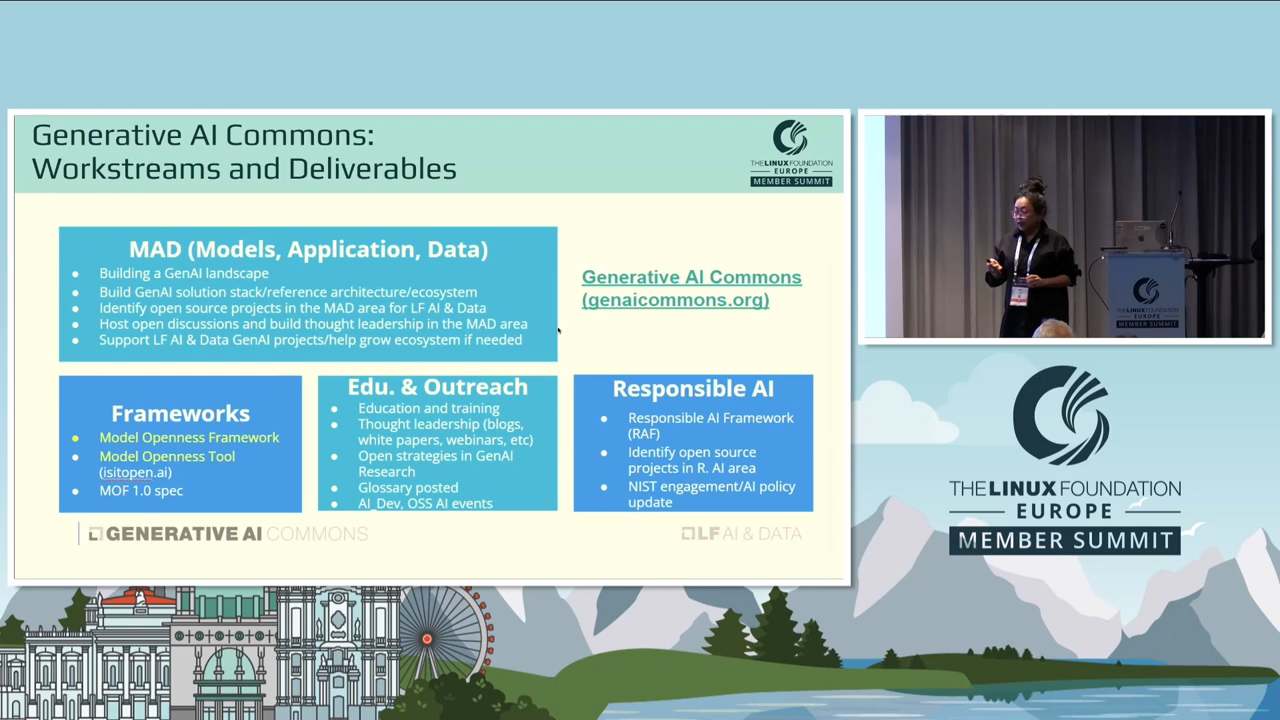 Generative AI Commons:
Workstreams and Deliverables
THE LINUX FOUNDATION
EUROPE
MEMBER SUMMIT
MAD (Models, Application, Data)
● Building a GenAI landscape
● Build GenAI solution stack/reference architecture/ecosystem
● Identify open source projects in the MAD area for LF AI & Data
● Host open discussions and build thought leadership in the MAD area
● Support LF AI & Data GenAI projects/help grow ecosystem if needed
Generative AI Commons
(genaicommons.org)
Frameworks
● Model Openness Framework
● Model Openness Tool
(isitopen.ai)
● MOF 1.0 spec
Edu. & Outreach
● Education and training
● Thought leadership (blogs,
white papers, webinars, etc)
● Open strategies in GenAI
Research
● Glossary posted
● AI_Dev, OSS AI events
Responsible AI
● Responsible AI Framework
(RAF)
● Identify open source
projects in R. AI area
● NIST engagement/AI policy
update
GENERATIVE AI COMMONS
LF AI & DATA
THE LINUX FOUNDATION
EUROPE
MEMBER SUMMIT
THE LINUX FOUNDATION
EUROPE
MEMBER SUMMIT